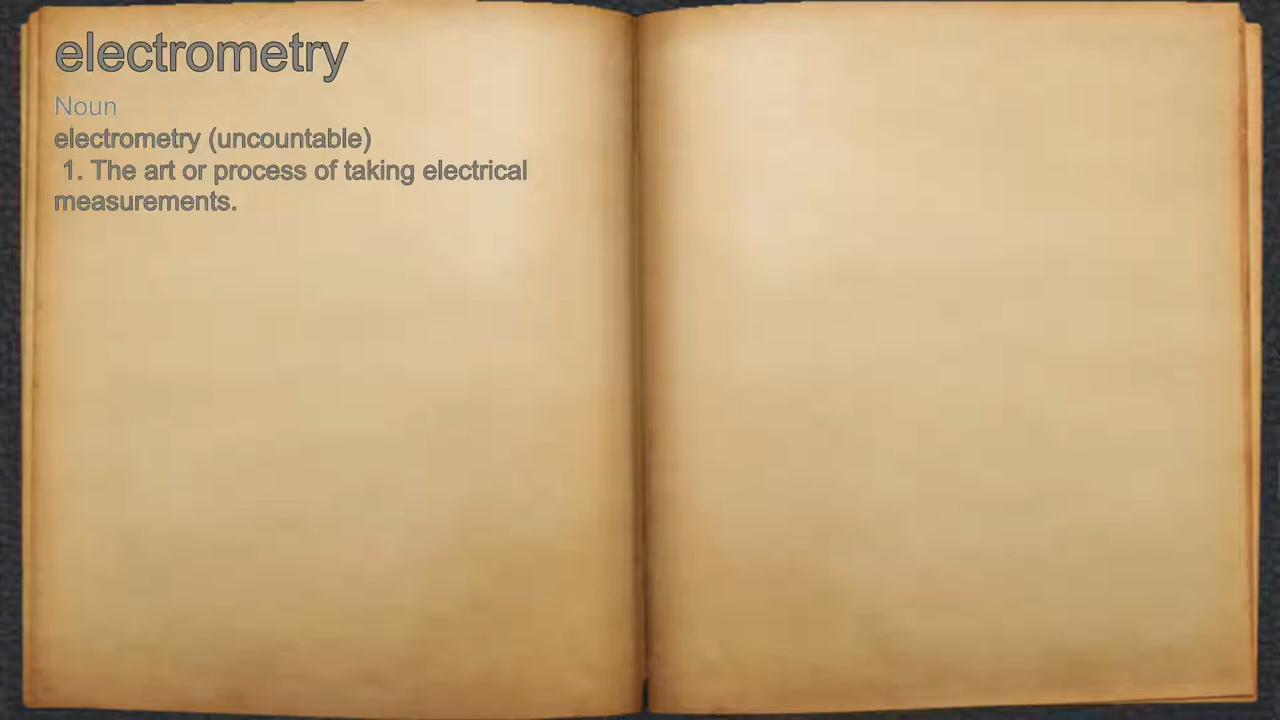 electrometry
Noun
electrometry (uncountable)
1. The art or process of taking electrical
measurements.